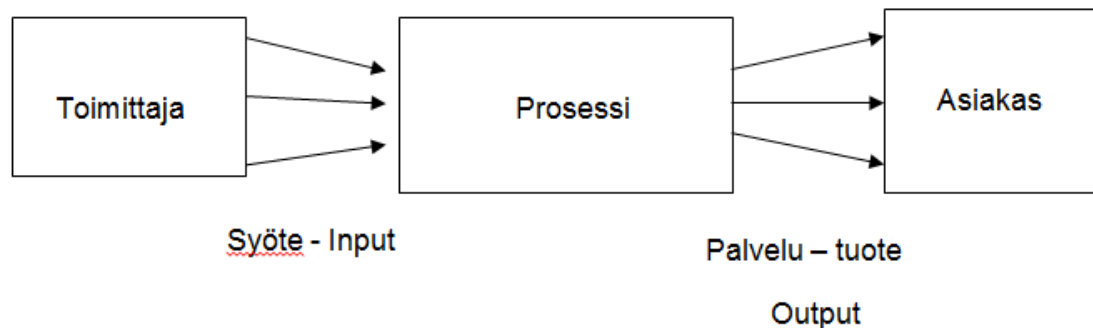 Toimittaja
Prosessi
Asiakas
Syöte - Input
Palvelu – tuote
Output